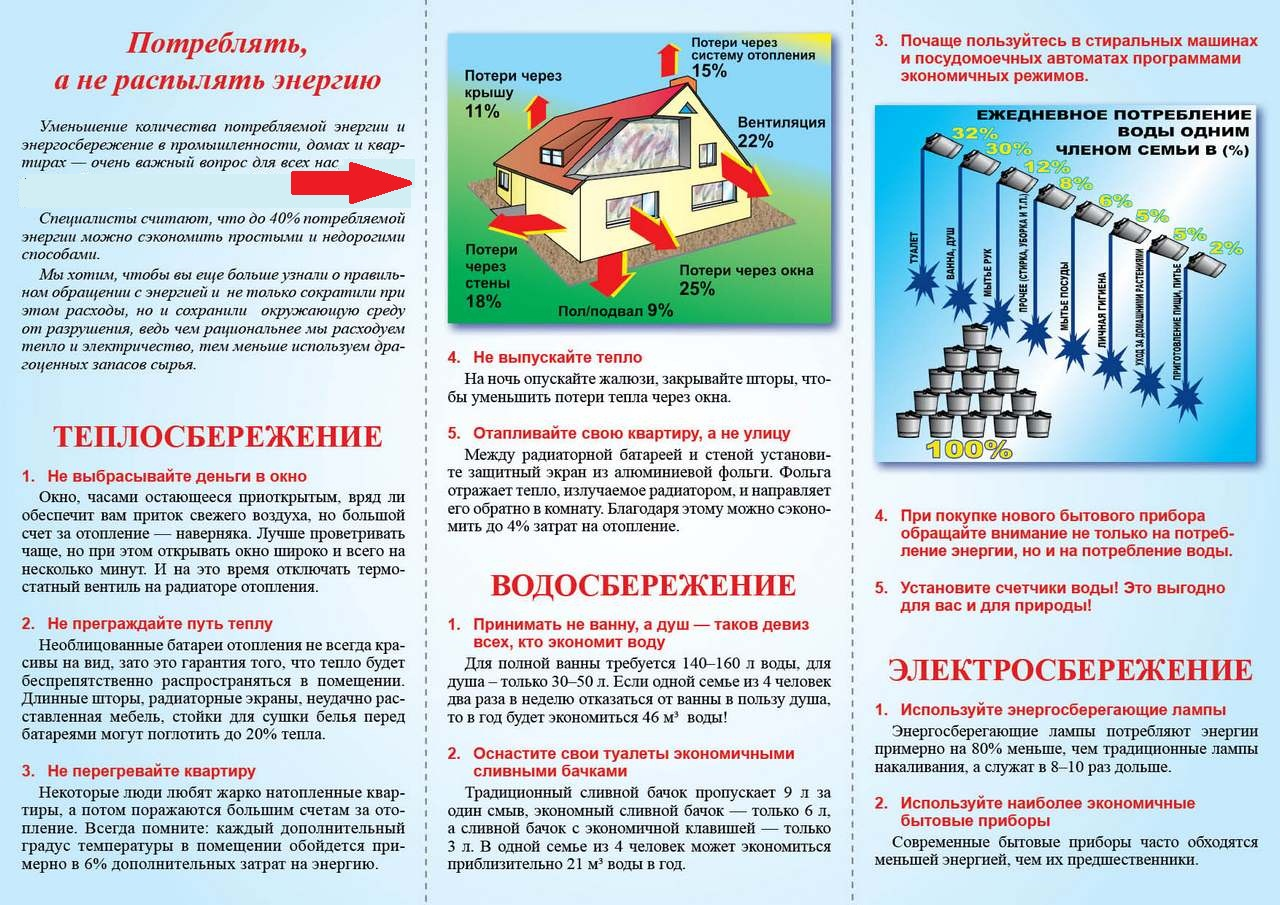 Потреблять,
а не распылять энергию
Уменьшение количества потребляемой энергии и
энергосбережение в промышленности, домах и квар-
тирах — очень важный вопрос для всех нас
Специалисты считают, что до 40% потребляемой
энергии можно сэкономить простыми и недорогими
способами.
Мы хотим, чтобы вы еще больше узнали о правиль-
ном обращении с энергией и не только сократили при
этом расходы, но и сохранили окружающую среду
от разрушения, ведь чем рациональнее мы расходуем
тепло и электричество, тем меньше используем дра-
гоценных запасов сырья.
ТЕПЛОСБЕРЕЖЕНИЕ
1. Не выбрасывайте деньги в окно
Окно, часами остающееся приоткрытым, вряд ли
обеспечит вам приток свежего воздуха, но большой
счет за отопление — наверняка. Лучше проветривать
чаще, но при этом открывать окно широко и всего на
несколько минут. И на это время отключать термо-
статный вентиль на радиаторе отопления.
2. Не преграждайте путь теплу
Необлицованные батареи отопления не всегда кра-
сивы на вид, зато это гарантия того, что тепло будет
беспрепятственно распространяться в помещении.
Длинные шторы, радиаторные экраны, неудачно рас-
ставленная мебель, стойки для сушки белья перед
батареями могут поглотить до 20% тепла.
3. Не перегревайте квартиру
Некоторые люди любят жарко натопленные квар-
тиры, а потом поражаются большим счетам за ото-
пление. Всегда помните: каждый дополнительный
градус температуры в помещении обойдется при-
мерно в 6% дополнительных затрат на энергию.
Потери через
крышу
11%
Потери через
систему отопления
15%
Вентиляция
22%
Потери
через
стены
18%
Потери через окна
25%
Пол/подвал 9%
4. Не выпускайте тепло
На ночь опускайте жалюзи, закрывайте шторы, что-
бы уменьшить потери тепла через окна.
5. Отапливайте свою квартиру, а не улицу
Между радиаторной батареей и стеной установи-
те защитный экран из алюминиевой фольги. Фольга
отражает тепло, излучаемое радиатором, и направляет
его обратно в комнату. Благодаря этому можно сэконо-
мить до 4% затрат на отопление.
ВОДОСБЕРЕЖЕНИЕ
1. Принимать не ванну, а душ — таков девиз
всех, кто экономит воду
Для полной ванны требуется 140–160 л воды, для
душа – только 30–50 л. Если одной семье из 4 человек
два раза в неделю отказаться от ванны в пользу душа,
то в год будет экономиться 46 м³ воды!
2. Оснастите свои туалеты экономичными
сливными бачками
Традиционный сливной бачок пропускает 9 л за
один смыв, экономный сливной бачок — только 6 л,
а сливной бачок с экономичной клавишей — только
3 л. В одной семье из 4 человек может экономиться
приблизительно 21 м³ воды в год.
3. Почаще пользуйтесь в стиральных машинах
и посудомоечных автоматах программами
экономичных режимов.
ЕЖЕДНЕВНОЕ ПОТРЕБЛЕНИЕ
ВОДЫ ОДНИМ
ЧЛЕНОМ СЕМЬИ В (%)
32%
30%
12%
8%
6%
5%
5%
2%
ТУАЛЕТ
ВАННА, ДУШ
МЫТЬЕ РУК
ПРОЧЕЕ (СТИРКА, УБОРКА И Т.П.)
МЫТЬЕ ПОСУДЫ
ЛИЧНАЯ ГИГИЕНА
УХОД ЗА ДОМАШНИМИ РАСТЕНИЯМИ
ПРИГОТОВЛЕНИЕ ПИЩИ, ПИТЬЕ
100%
4. При покупке нового бытового прибора
обращайте внимание не только на потреб-
ление энергии, но и на потребление воды.
5. Установите счетчики воды! Это выгодно
для вас и для природы!
ЭЛЕКТРОСБЕРЕЖЕНИЕ
1. Используйте энергосберегающие лампы
Энергосберегающие лампы потребляют энергии
примерно на 80% меньше, чем традиционные лампы
накаливания, а служат в 8–10 раз дольше.
2. Используйте наиболее экономичные
бытовые приборы
Современные бытовые приборы часто обходятся
меньшей энергией, чем их предшественники.